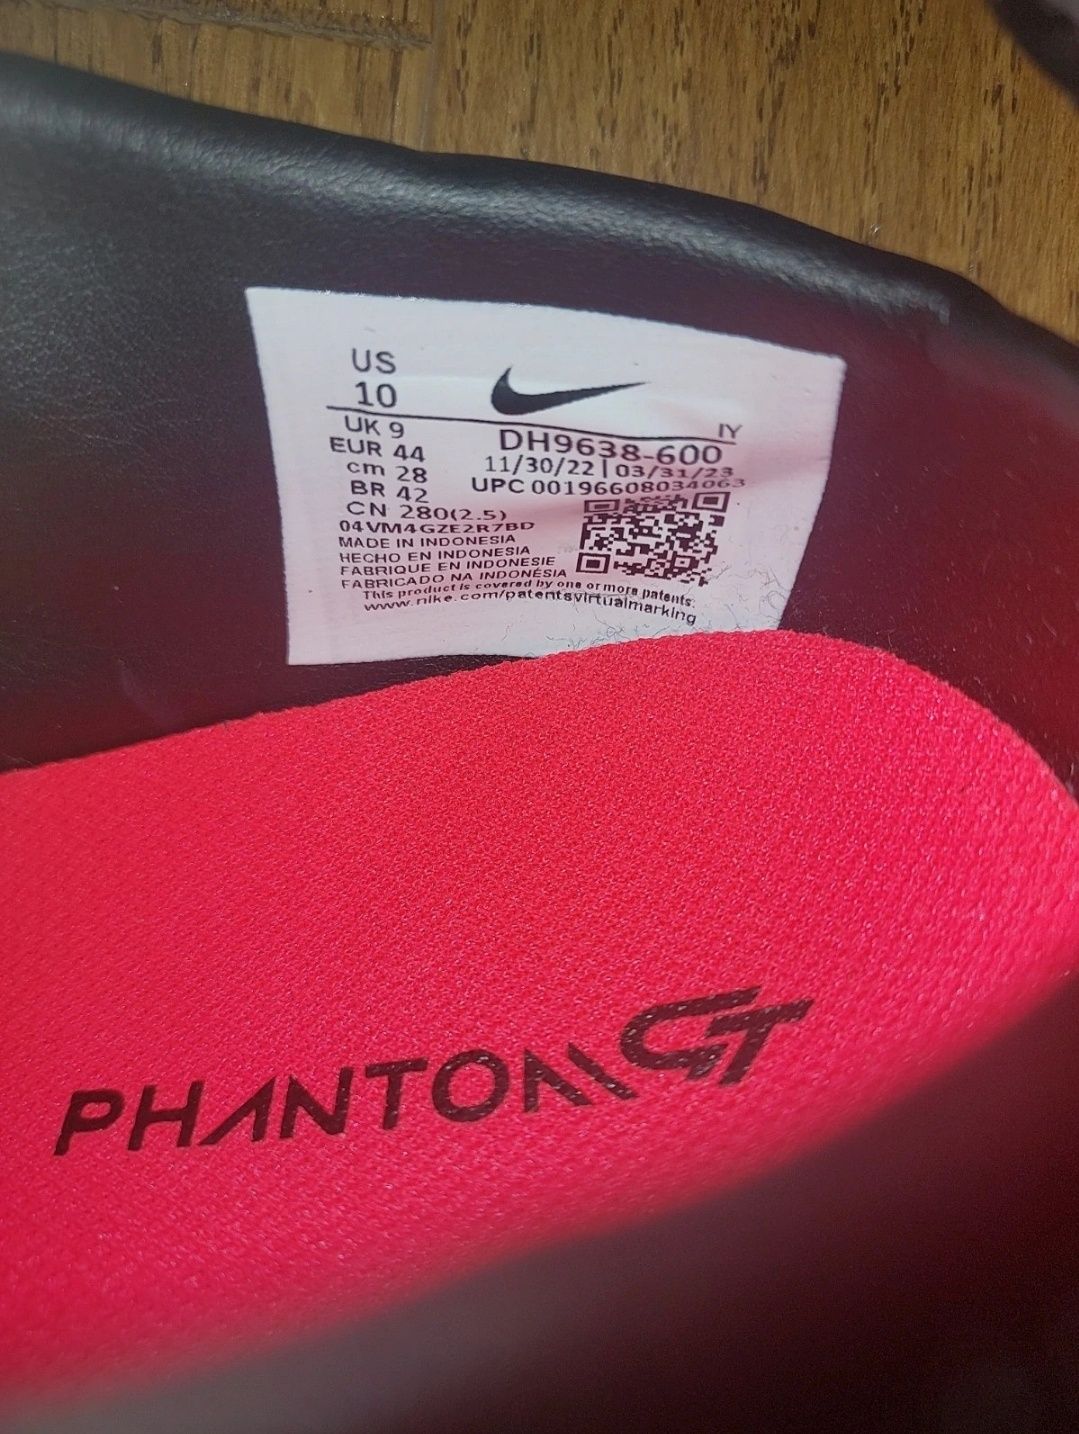 US
10
UK 9
EUR 44
cm 28
BR 42
CN 280(2.5)
04VM4GZE2R7BD
MADE IN INDONESIA
HECHO EN INDONESIA
FABRIQUE EN INDONESIE
FABRICADO NA INDONÉSIA
IY
DH9638-600
11/30/22 | 03/31/23
UPC 00196608034063
This product is covered by one or more patents:
www.nike.com/patentsvirtualmarking
PHANTOM GT